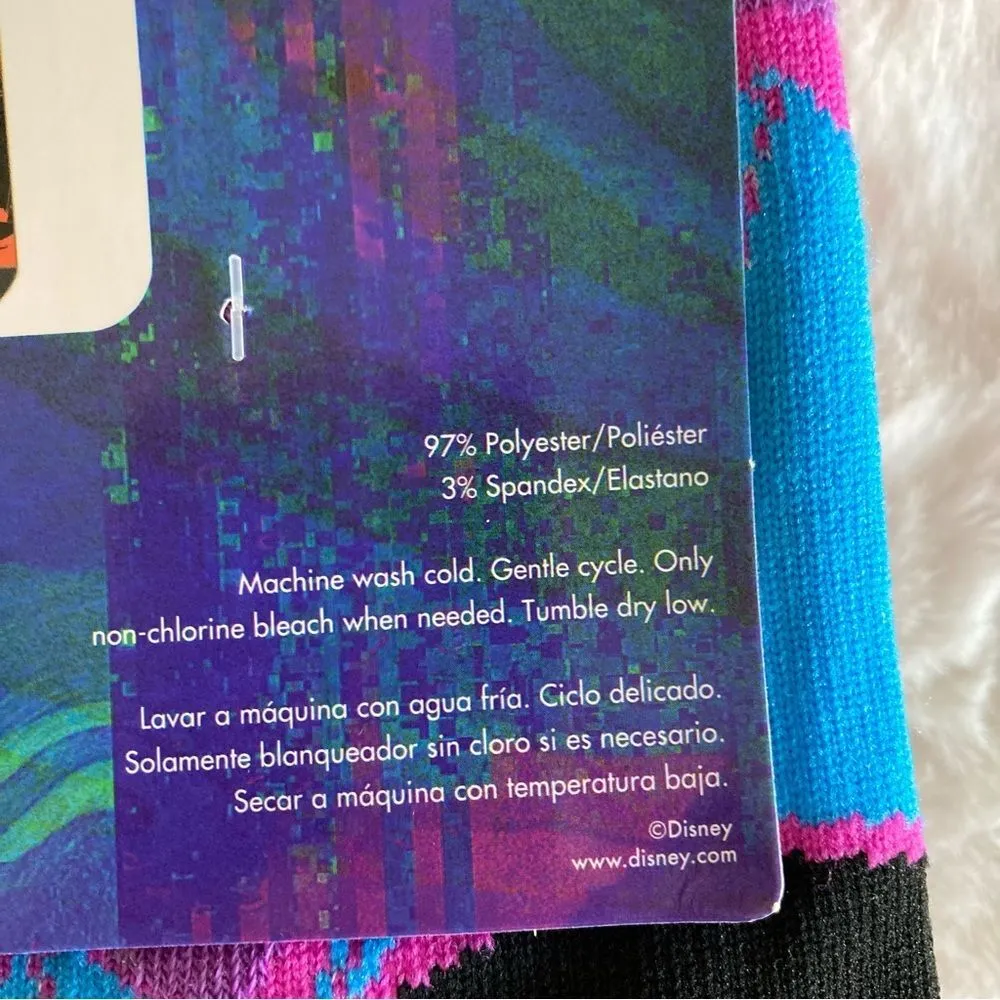 97% Polyester/Poliéster
3% Spandex/Elastano
Machine wash cold. Gentle cycle. Only
non-chlorine bleach when needed. Tumble dry low.
Lavar a máquina con agua fría. Ciclo delicado.
Solamente blanqueador sin cloro si es necesario.
Secar a máquina con temperatura baja.
©Disney
www.disney.com